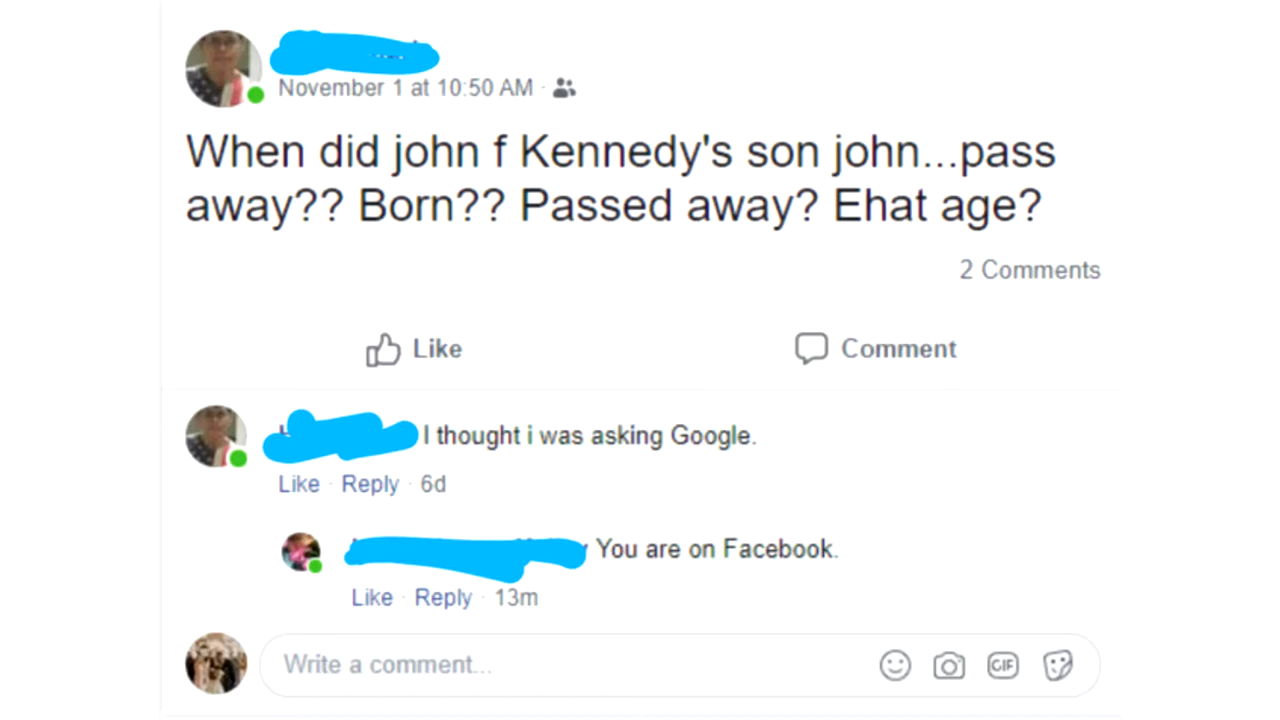 November 1 at 10:50 AM ·
When did john f Kennedy's son john...pass
away?? Born?? Passed away? Ehat age?
2 Comments
Like
Comment
I thought i was asking Google.
Like · Reply · 6d
You are on Facebook.
Like · Reply · 13m
Write a comment...
GIF